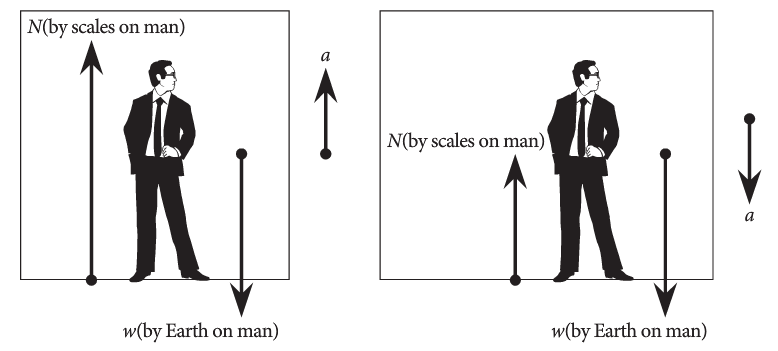 N(by scales on man)
a
w(by Earth on man)
N(by scales on man)
a
w(by Earth on man)